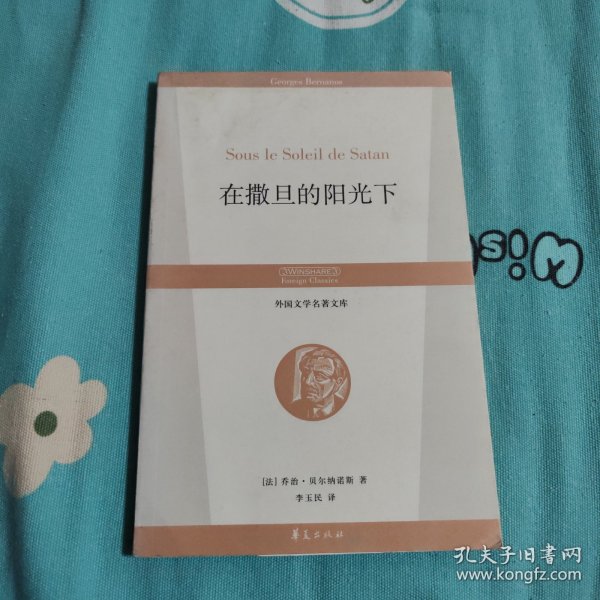 Georges Bernanos
Sous le Soleil de Satan
在撒旦的阳光下
WINSHARE
Foreign Classics
外国文学名著文库
[法] 乔治·贝尔纳诺斯 著
李玉民 译
华夏出版社
孔夫子旧书网
www.kongfz.com